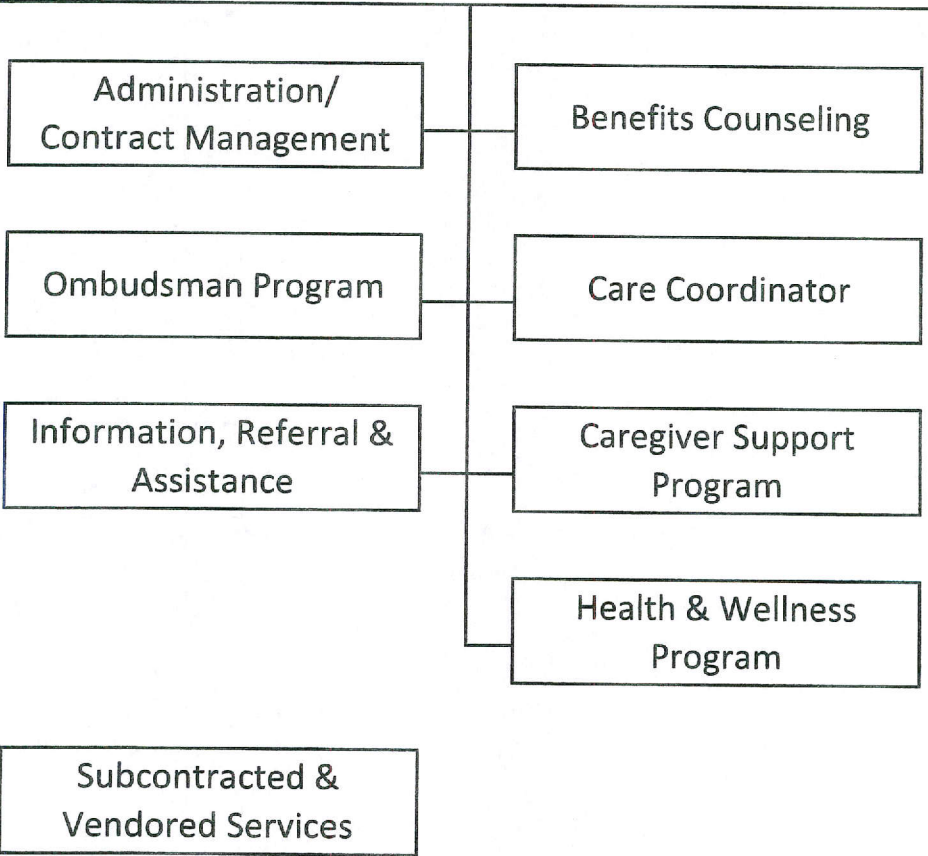 Administration/
Contract Management
Benefits Counseling
Ombudsman Program
Care Coordinator
Information, Referral &
Assistance
Caregiver Support
Program
Health & Wellness
Program
Subcontracted &
Vendored Services